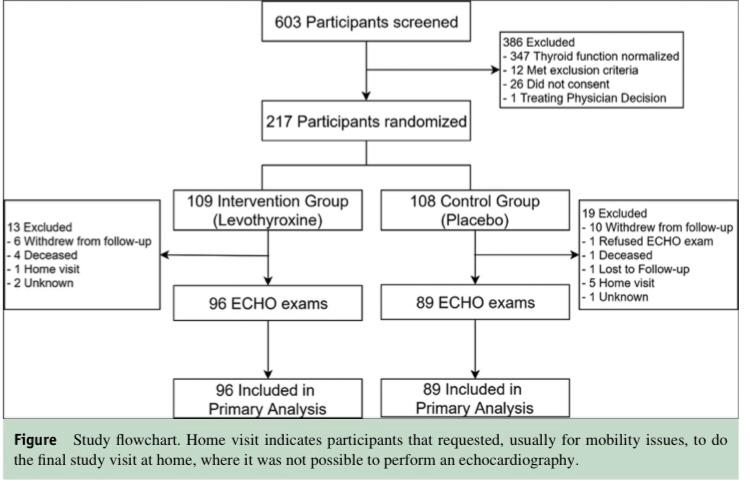 603 Participants screened
386 Excluded
- 347 Thyroid function normalized
- 12 Met exclusion criteria
- 26 Did not consent
- 1 Treating Physician Decision
217 Participants randomized
109 Intervention Group
(Levothyroxine)
108 Control Group
(Placebo)
13 Excluded
- 6 Withdrew from follow-up
- 4 Deceased
- 1 Home visit
- 2 Unknown
19 Excluded
- 10 Withdrew from follow-up
- 1 Refused ECHO exam
- 1 Deceased
- 1 Lost to Follow-up
- 5 Home visit
- 1 Unknown
96 ECHO exams
89 ECHO exams
96 Included in
Primary Analysis
89 Included in
Primary Analysis
Figure Study flowchart. Home visit indicates participants that requested, usually for mobility issues, to do
the final study visit at home, where it was not possible to perform an echocardiography.